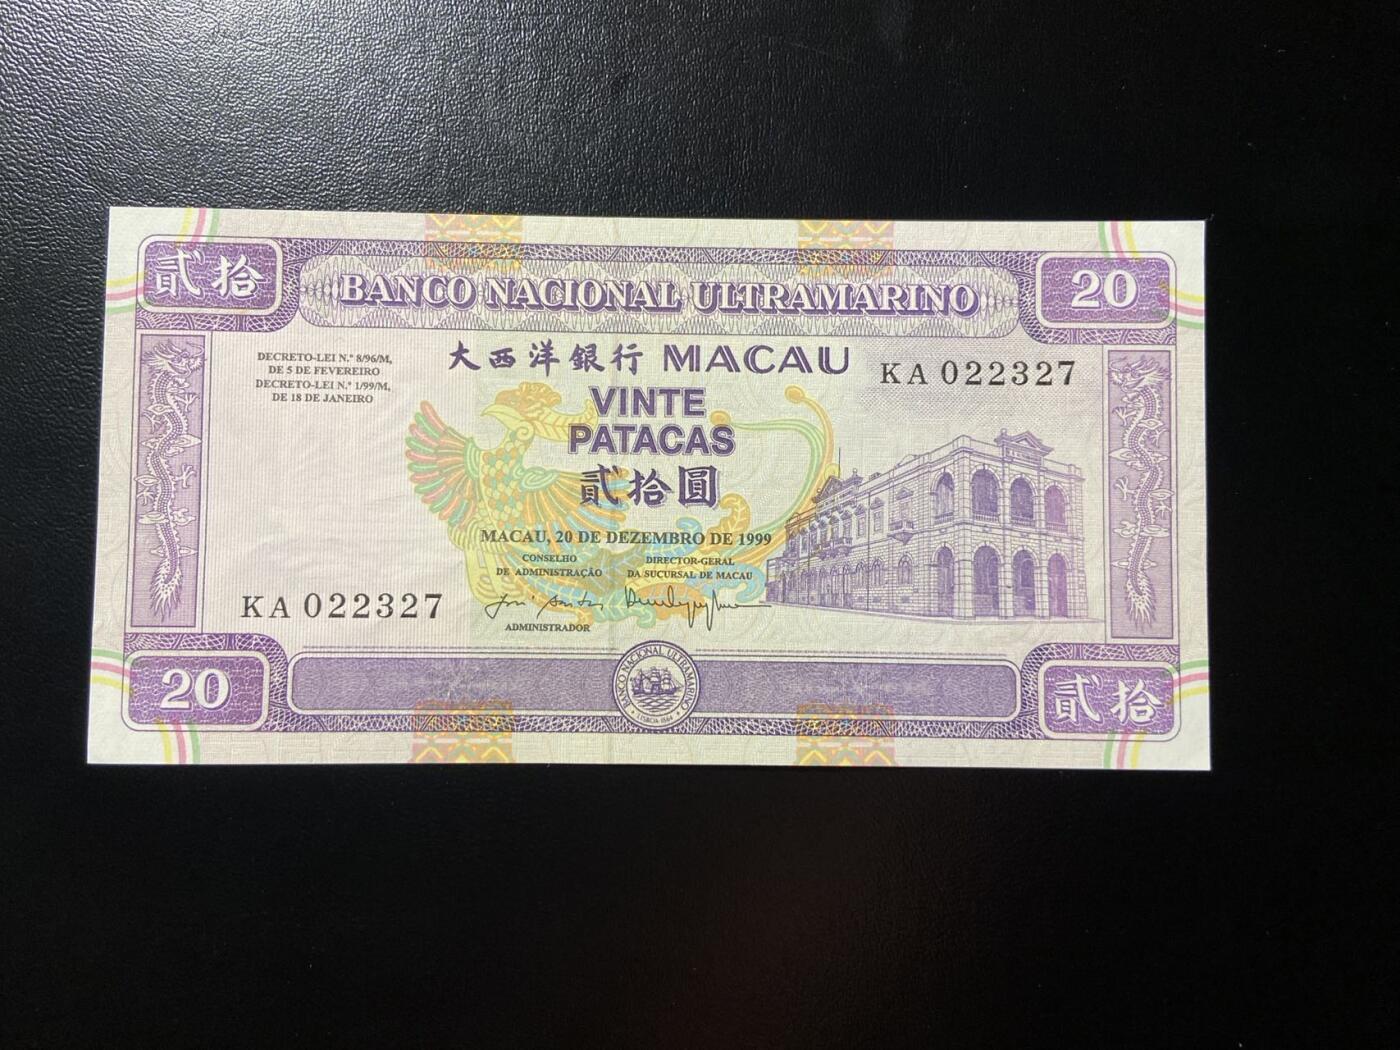 貳拾
BANCO NACIONAL ULTRAMARINO
20
大西洋銀行 MACAU
DECRETO-LEI N.º 8/96/M,
DE 5 DE FEVEREIRO
DECRETO-LEI N.º 1/99/M,
DE 18 DE JANEIRO
KA 022327
VINTE
PATACAS
貳拾圓
MACAU, 20 DE DEZEMBRO DE 1999
CONSELHO
DE ADMINISTRAÇÃO
DIRECTOR-GERAL
DA SUCURSAL DE MACAU
KA 022327
ADMINISTRADOR
20
BANCO NACIONAL ULTRAMARINO
LISBOA 1864
貳拾